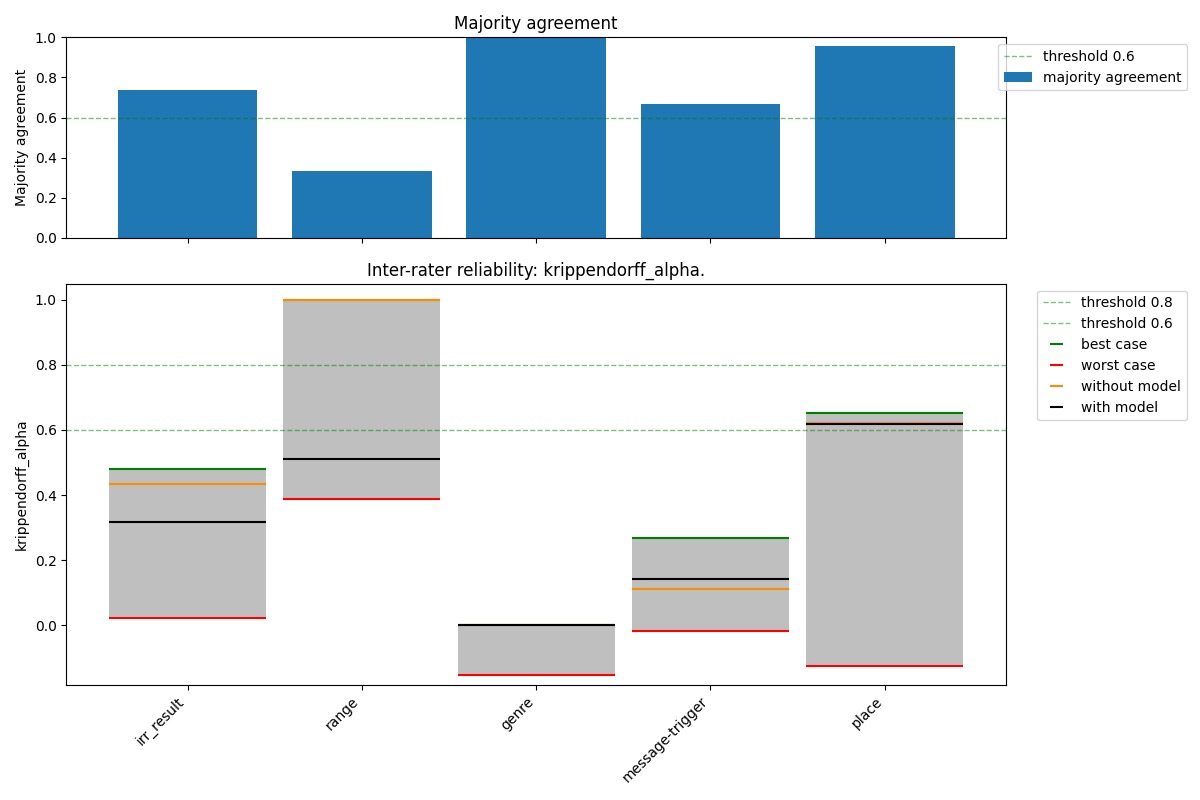 Majority agreement
Majority agreement
1.0
0.8
0.6
0.4
0.2
0.0
threshold 0.6
majority agreement
Inter-rater reliability: krippendorff_alpha.
krippendorff_alpha
1.0
0.8
0.6
0.4
0.2
0.0
threshold 0.8
threshold 0.6
best case
worst case
without model
with model
irr_result
range
genre
message-trigger
place